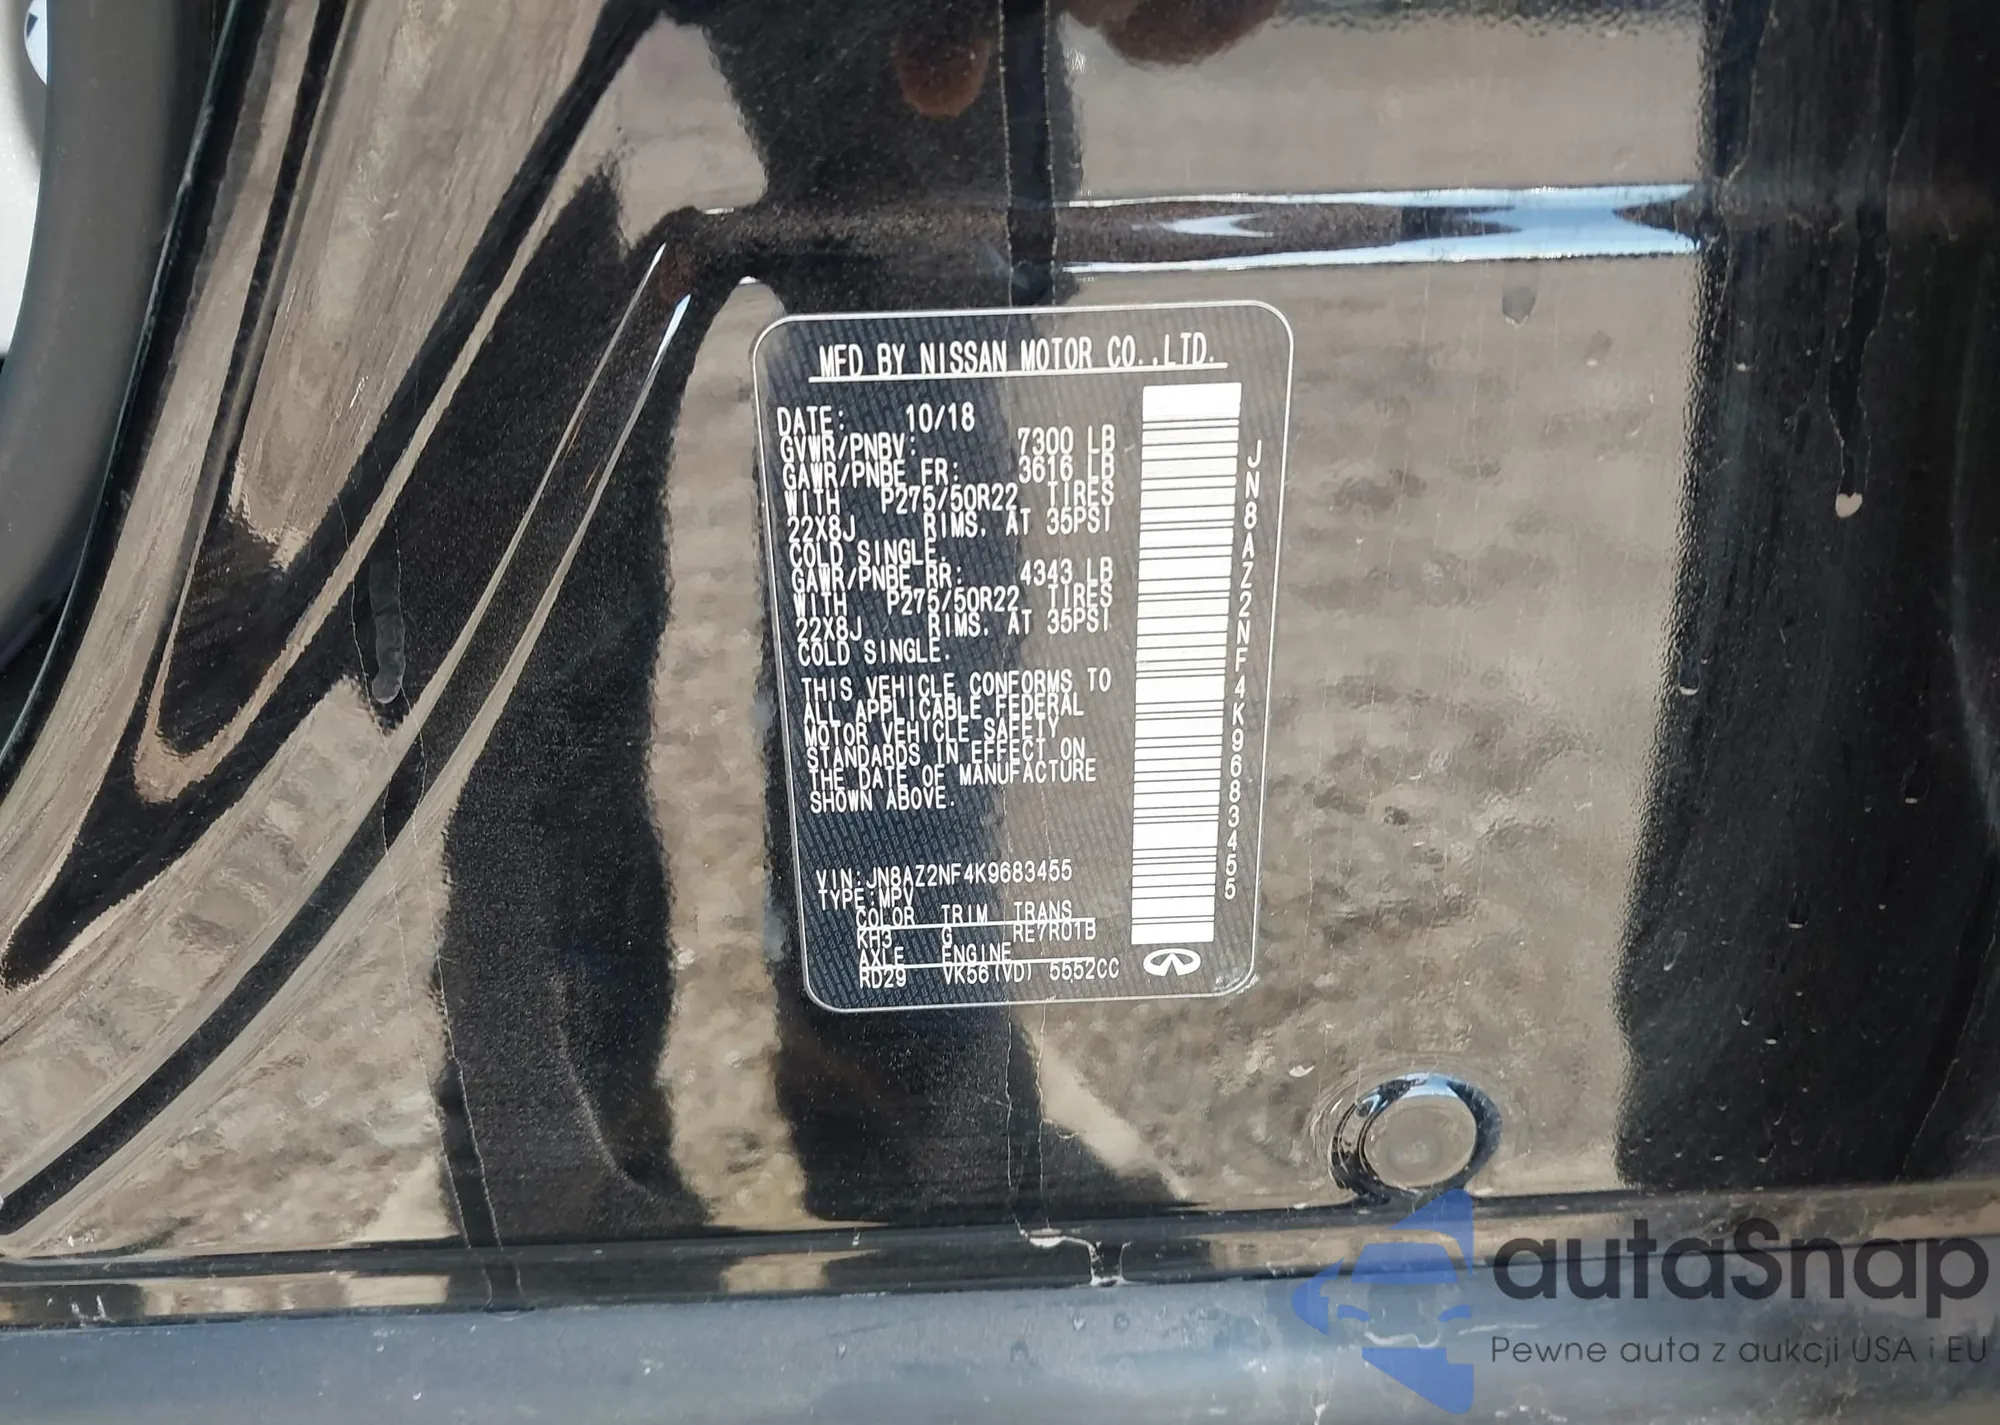 MFD BY NISSAN MOTOR CO.,LTD.
DATE: 10/18
GVWR/PNBV: 7300 LB
GAWR/PNBE FR: 3616 LB
WITH P275/50R22 TIRES
22X8J RIMS, AT 35PSI
COLD SINGLE.
GAWR/PNBE RR: 4343 LB
WITH P275/50R22 TIRES
22X8J RIMS, AT 35PSI
COLD SINGLE.
THIS VEHICLE CONFORMS TO
ALL APPLICABLE FEDERAL
MOTOR VEHICLE SAFETY
STANDARDS IN EFFECT ON
THE DATE OF MANUFACTURE
SHOWN ABOVE.
VIN:JN8AZ2NF4K9683455
TYPE:MPV
COLOR TRIM TRANS
KH3 G RE7R01B
AXLE ENGINE
RD29 VK56(VD) 5552CC
JN8AZ2NF4K9683455
autaSnap
Pewne auta z aukcji USA i EU